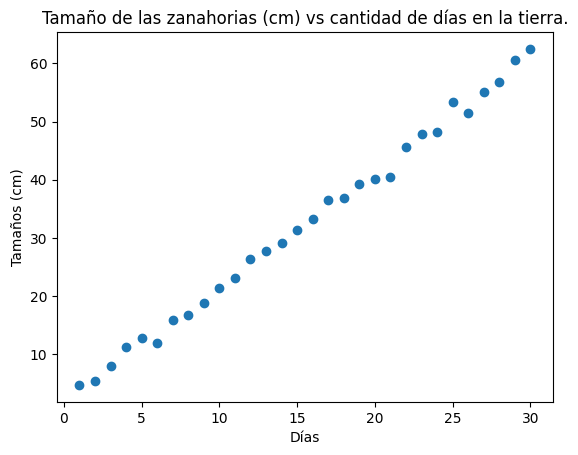 Tamaño de las zanahorias (cm) vs cantidad de días en la tierra.
60
50
40
30
20
10
Tamaños (cm)
0 5 10 15 20 25 30
Días